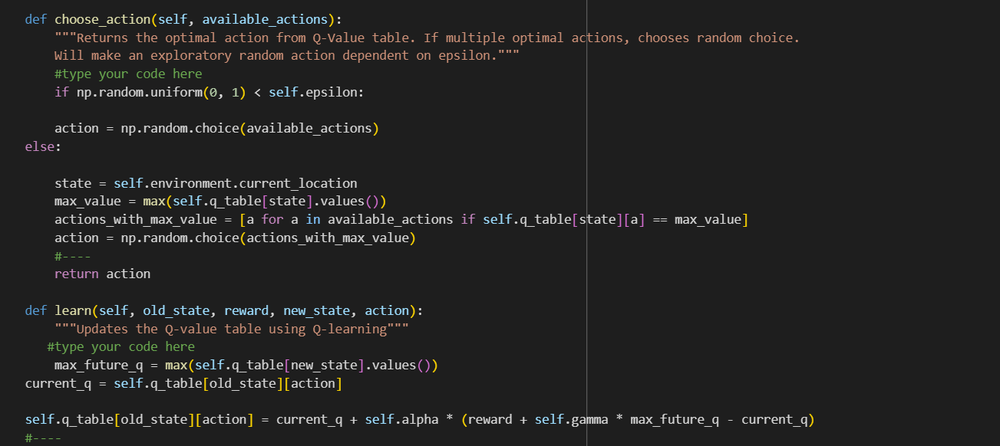 def choose_action(self, available_actions):
"""Returns the optimal action from Q-Value table. If multiple optimal actions, chooses random choice.
Will make an exploratory random action dependent on epsilon."""
#type your code here
if np.random.uniform(0, 1) < self.epsilon:
action = np.random.choice(available_actions)
else:
state = self.environment.current_location
max_value = max(self.q_table[state].values())
actions_with_max_value = [a for a in available_actions if self.q_table[state][a] == max_value]
action = np.random.choice(actions_with_max_value)
#----
return action
def learn(self, old_state, reward, new_state, action):
"""Updates the Q-value table using Q-learning"""
#type your code here
max_future_q = max(self.q_table[new_state].values())
current_q = self.q_table[old_state][action]
self.q_table[old_state][action] = current_q + self.alpha * (reward + self.gamma * max_future_q - current_q)
#----